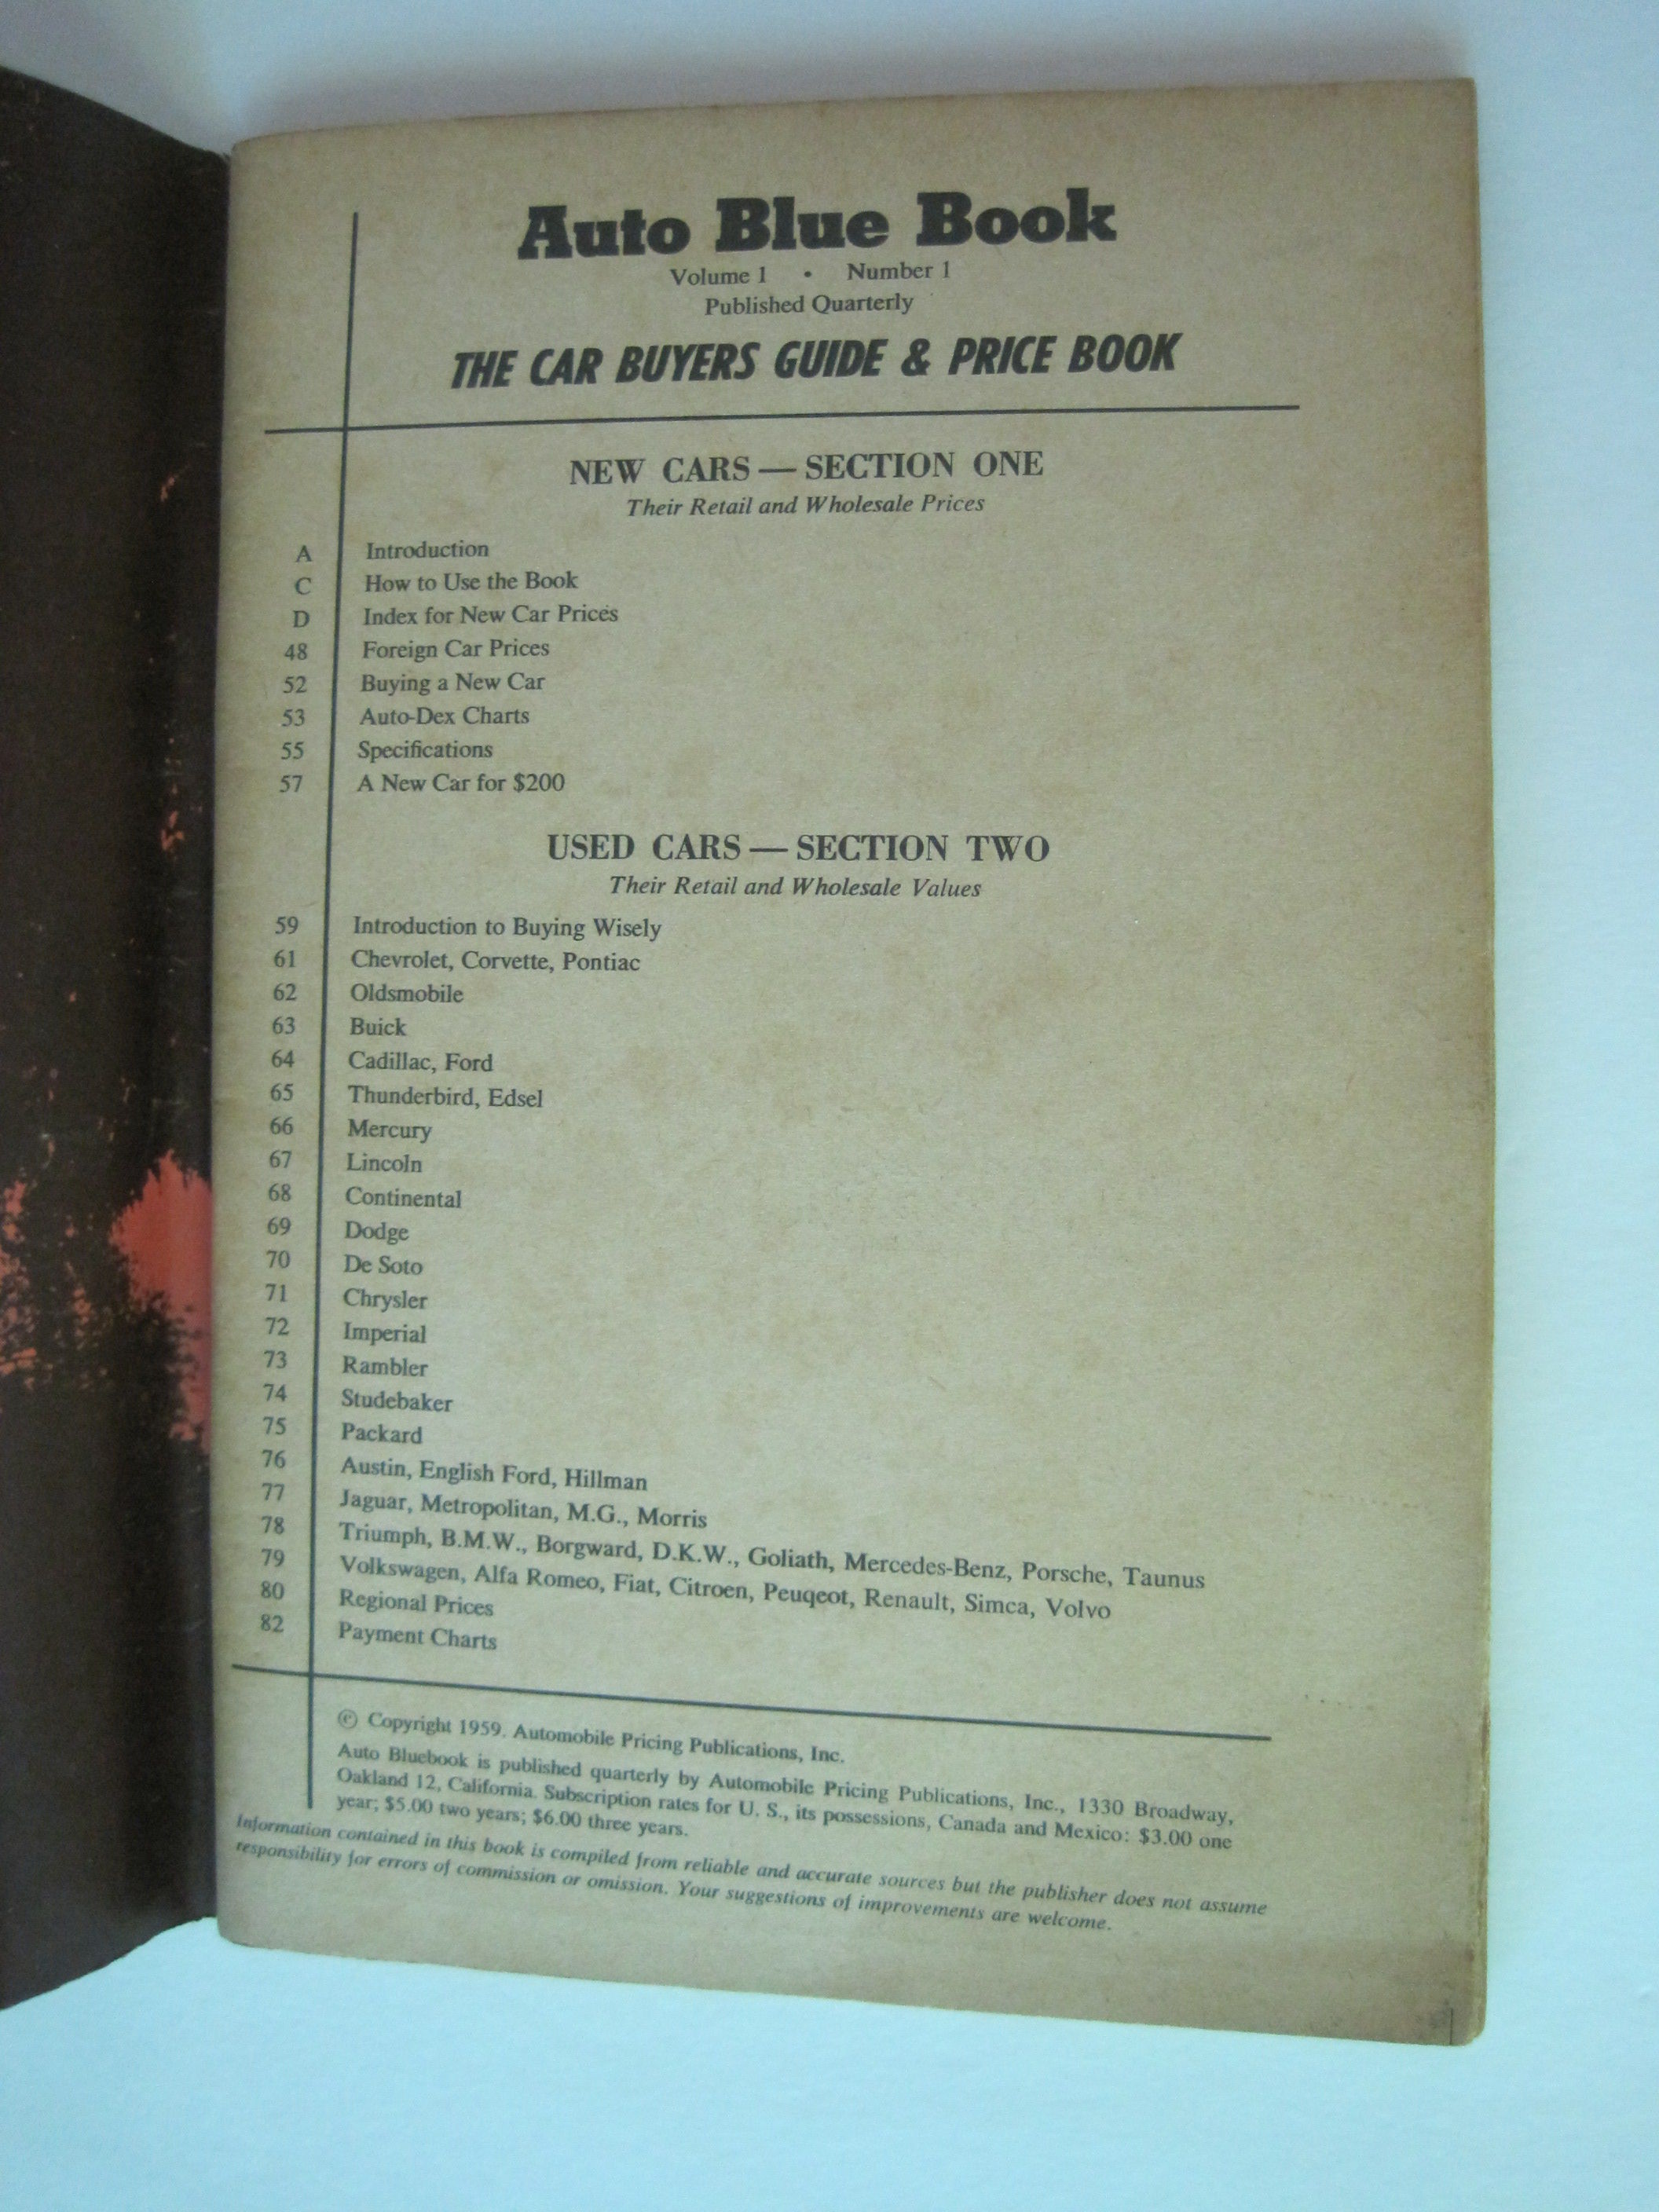 Auto Blue Book
Volume 1 • Number 1
Published Quarterly
THE CAR BUYERS GUIDE & PRICE BOOK
NEW CARS — SECTION ONE
Their Retail and Wholesale Prices
A Introduction
C How to Use the Book
D Index for New Car Prices
48 Foreign Car Prices
52 Buying a New Car
53 Auto-Dex Charts
55 Specifications
57 A New Car for $200
USED CARS — SECTION TWO
Their Retail and Wholesale Values
59 Introduction to Buying Wisely
61 Chevrolet, Corvette, Pontiac
62 Oldsmobile
63 Buick
64 Cadillac, Ford
65 Thunderbird, Edsel
66 Mercury
67 Lincoln
68 Continental
69 Dodge
70 De Soto
71 Chrysler
72 Imperial
73 Rambler
74 Studebaker
75 Packard
76 Austin, English Ford, Hillman
77 Jaguar, Metropolitan, M.G., Morris
78 Triumph, B.M.W., Borgward, D.K.W., Goliath, Mercedes-Benz, Porsche, Taunus
79 Volkswagen, Alfa Romeo, Fiat, Citroen, Peuqeot, Renault, Simca, Volvo
80 Regional Prices
82 Payment Charts
© Copyright 1959. Automobile Pricing Publications, Inc.
Auto Bluebook is published quarterly by Automobile Pricing Publications, Inc., 1330 Broadway,
Oakland 12, California. Subscription rates for U. S., its possessions, Canada and Mexico: $3.00 one
year; $5.00 two years; $6.00 three years.
Information contained in this book is compiled from reliable and accurate sources but the publisher does not assume
responsibility for errors of commission or omission. Your suggestions of improvements are welcome.